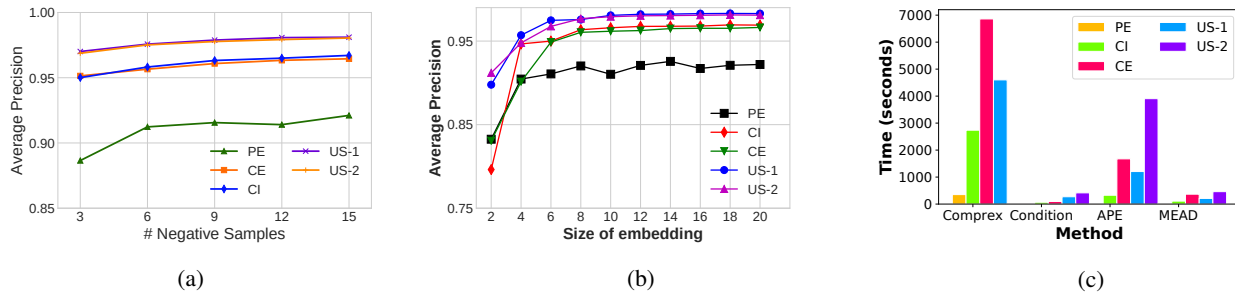 1.00
0.95
0.90
0.85
Average Precision
3
6
9
12
15
# Negative Samples
PE
CE
CI
US-1
US-2
(a)
0.95
0.85
0.75
Average Precision
2
4
6
8
10
12
14
16
18
20
Size of embedding
PE
CI
CE
US-1
US-2
(b)
7000
6000
5000
4000
3000
2000
1000
0
Time (seconds)
PE
CI
CE
US-1
US-2
Comprex
Condition
APE
MEAD
Method
(c)